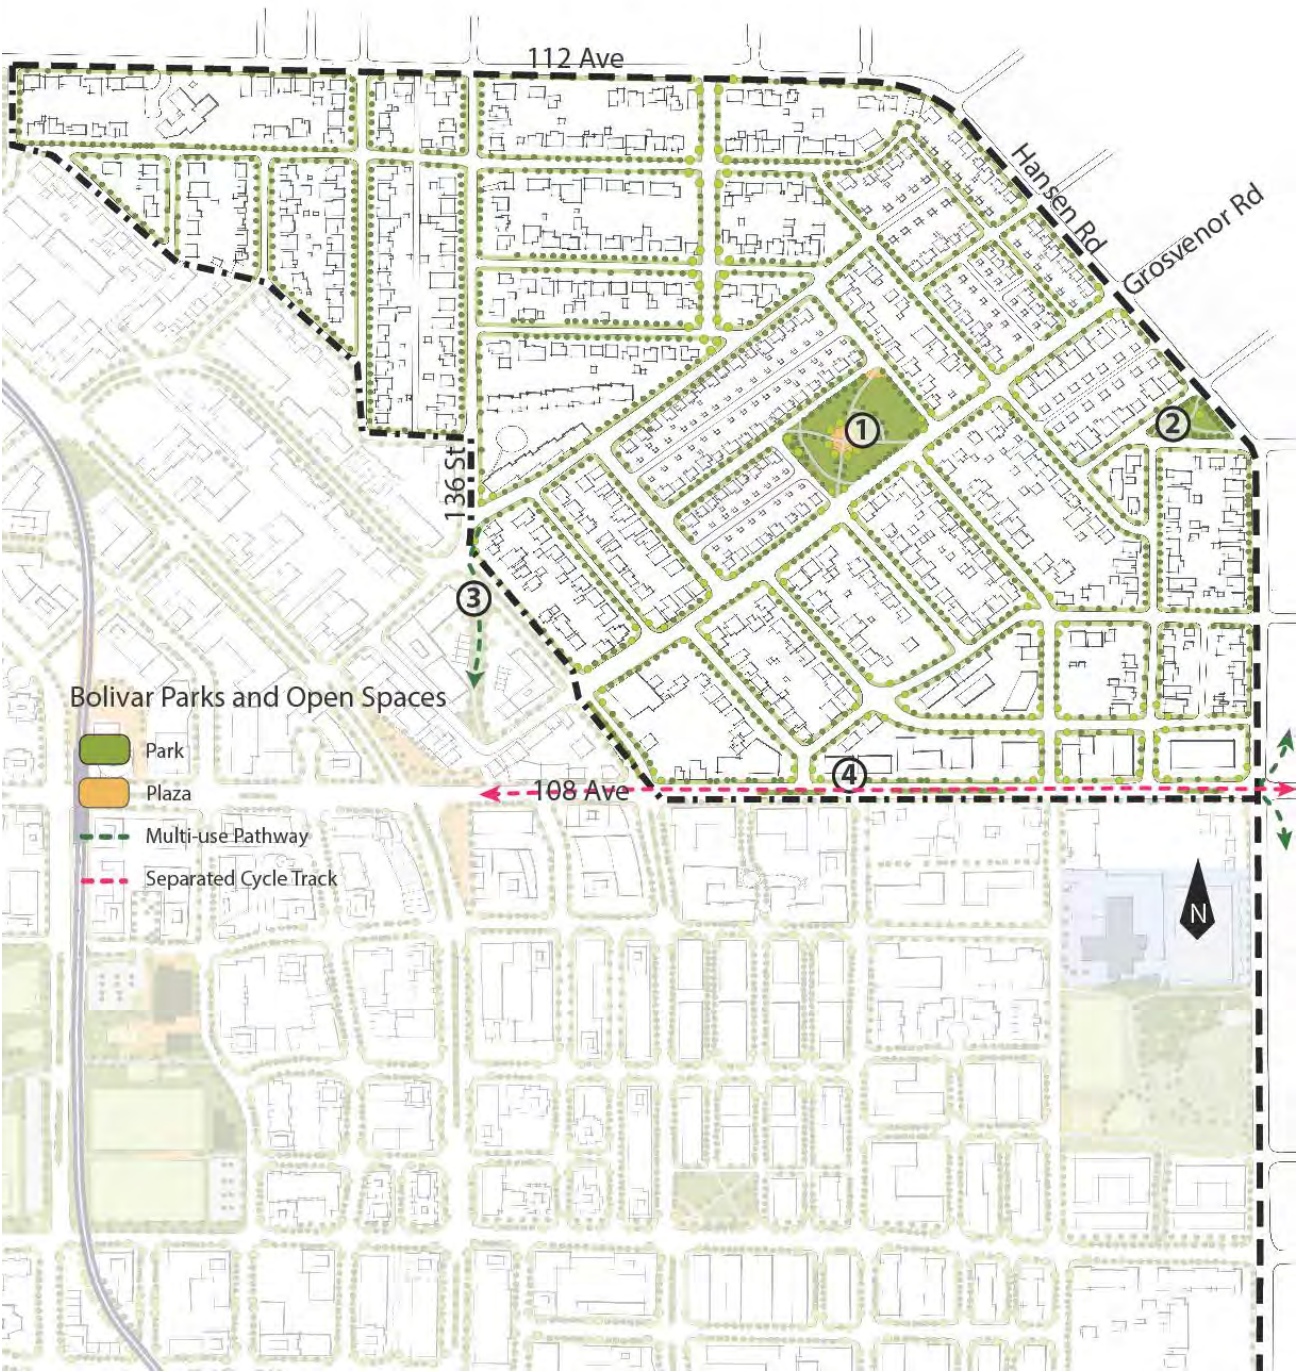 112 Ave
Hansen Rd
Grosvenor Rd
1
2
136 St
3
Bolivar Parks and Open Spaces
Park
Plaza
4
108 Ave
Multi-use Pathway
Separated Cycle Track
N